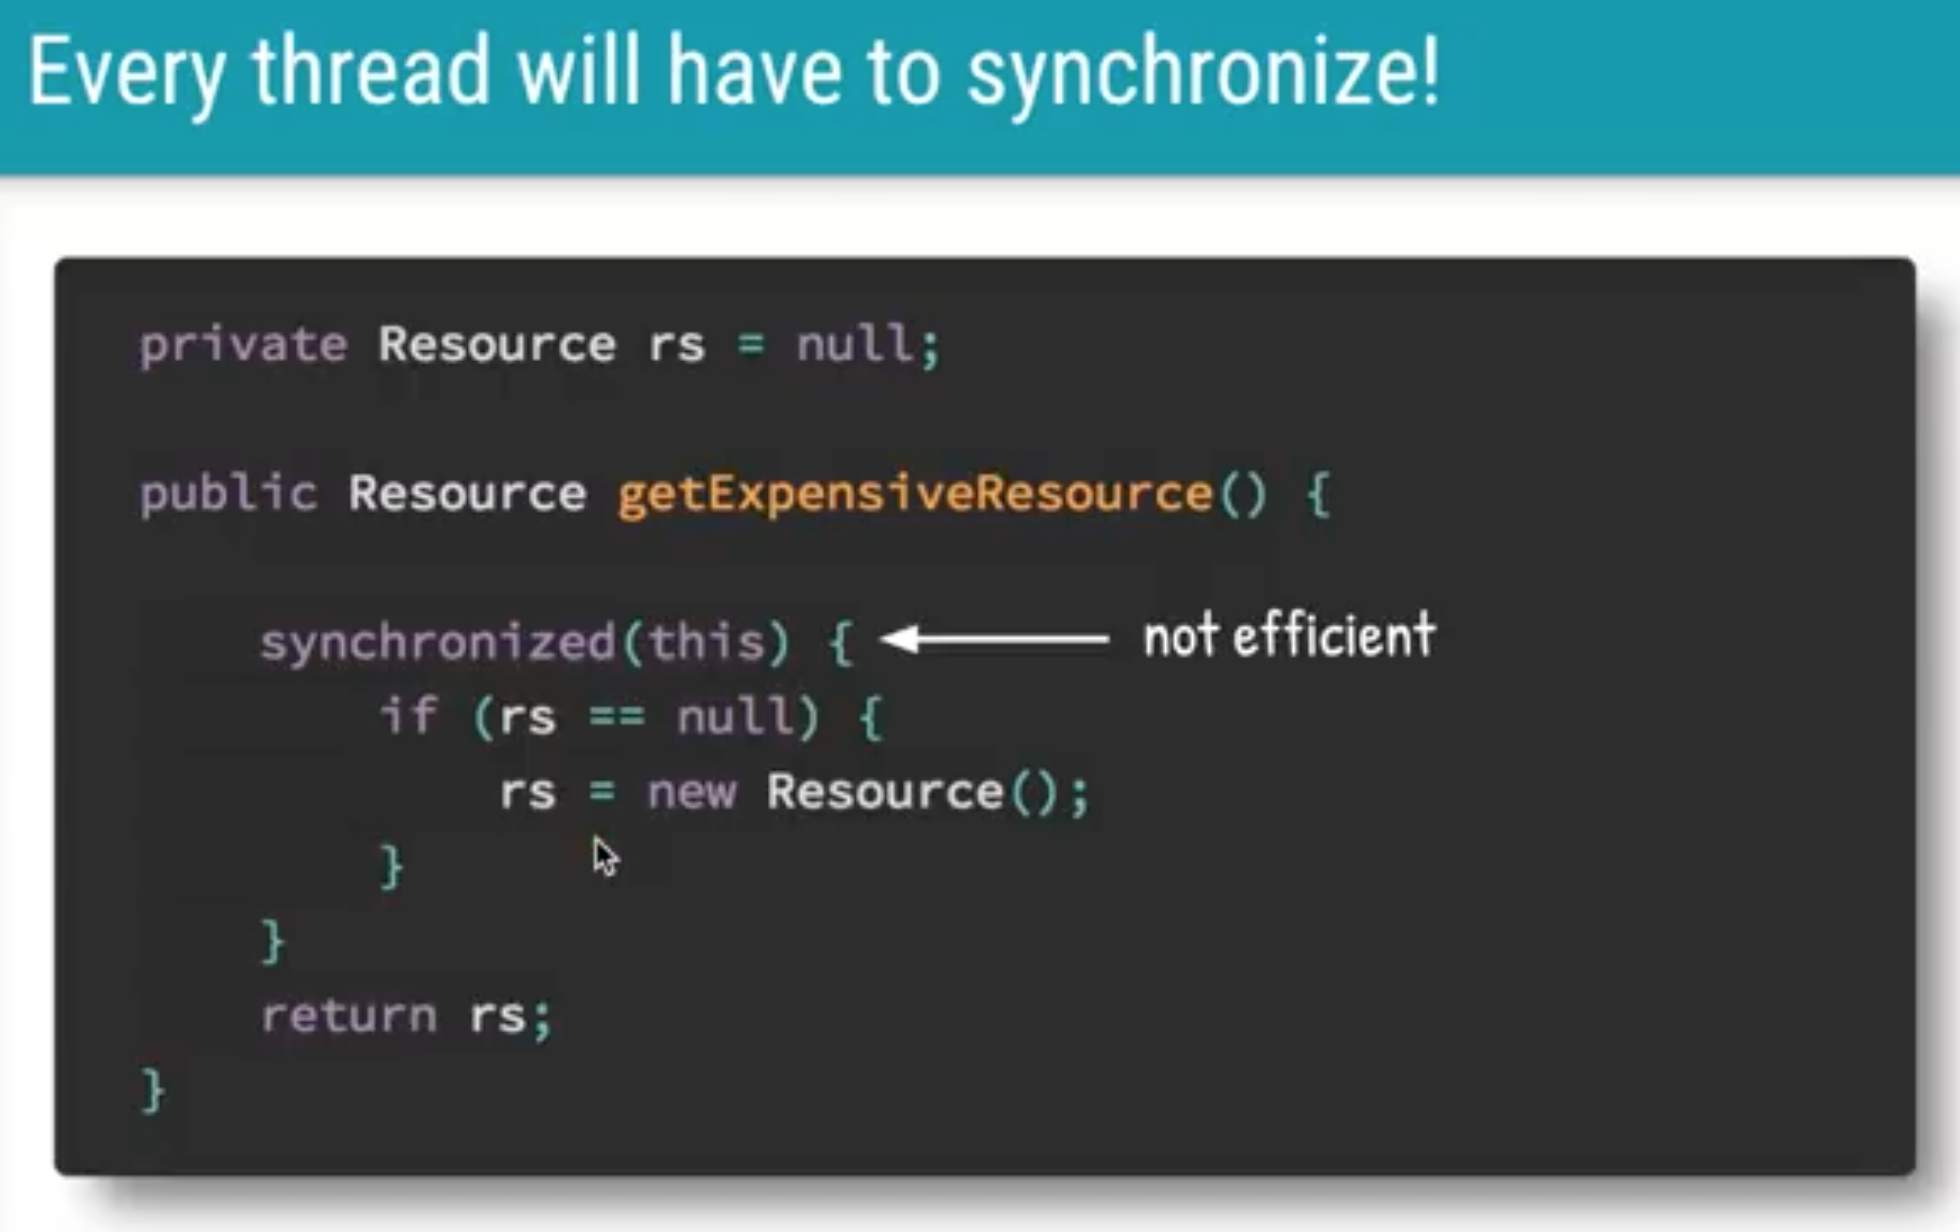 Every thread will have to synchronize!
private Resource rs = null;
public Resource getExpensiveResource() {
synchronized(this) { not efficient
if (rs == null) {
rs = new Resource();
}
}
return rs;
}